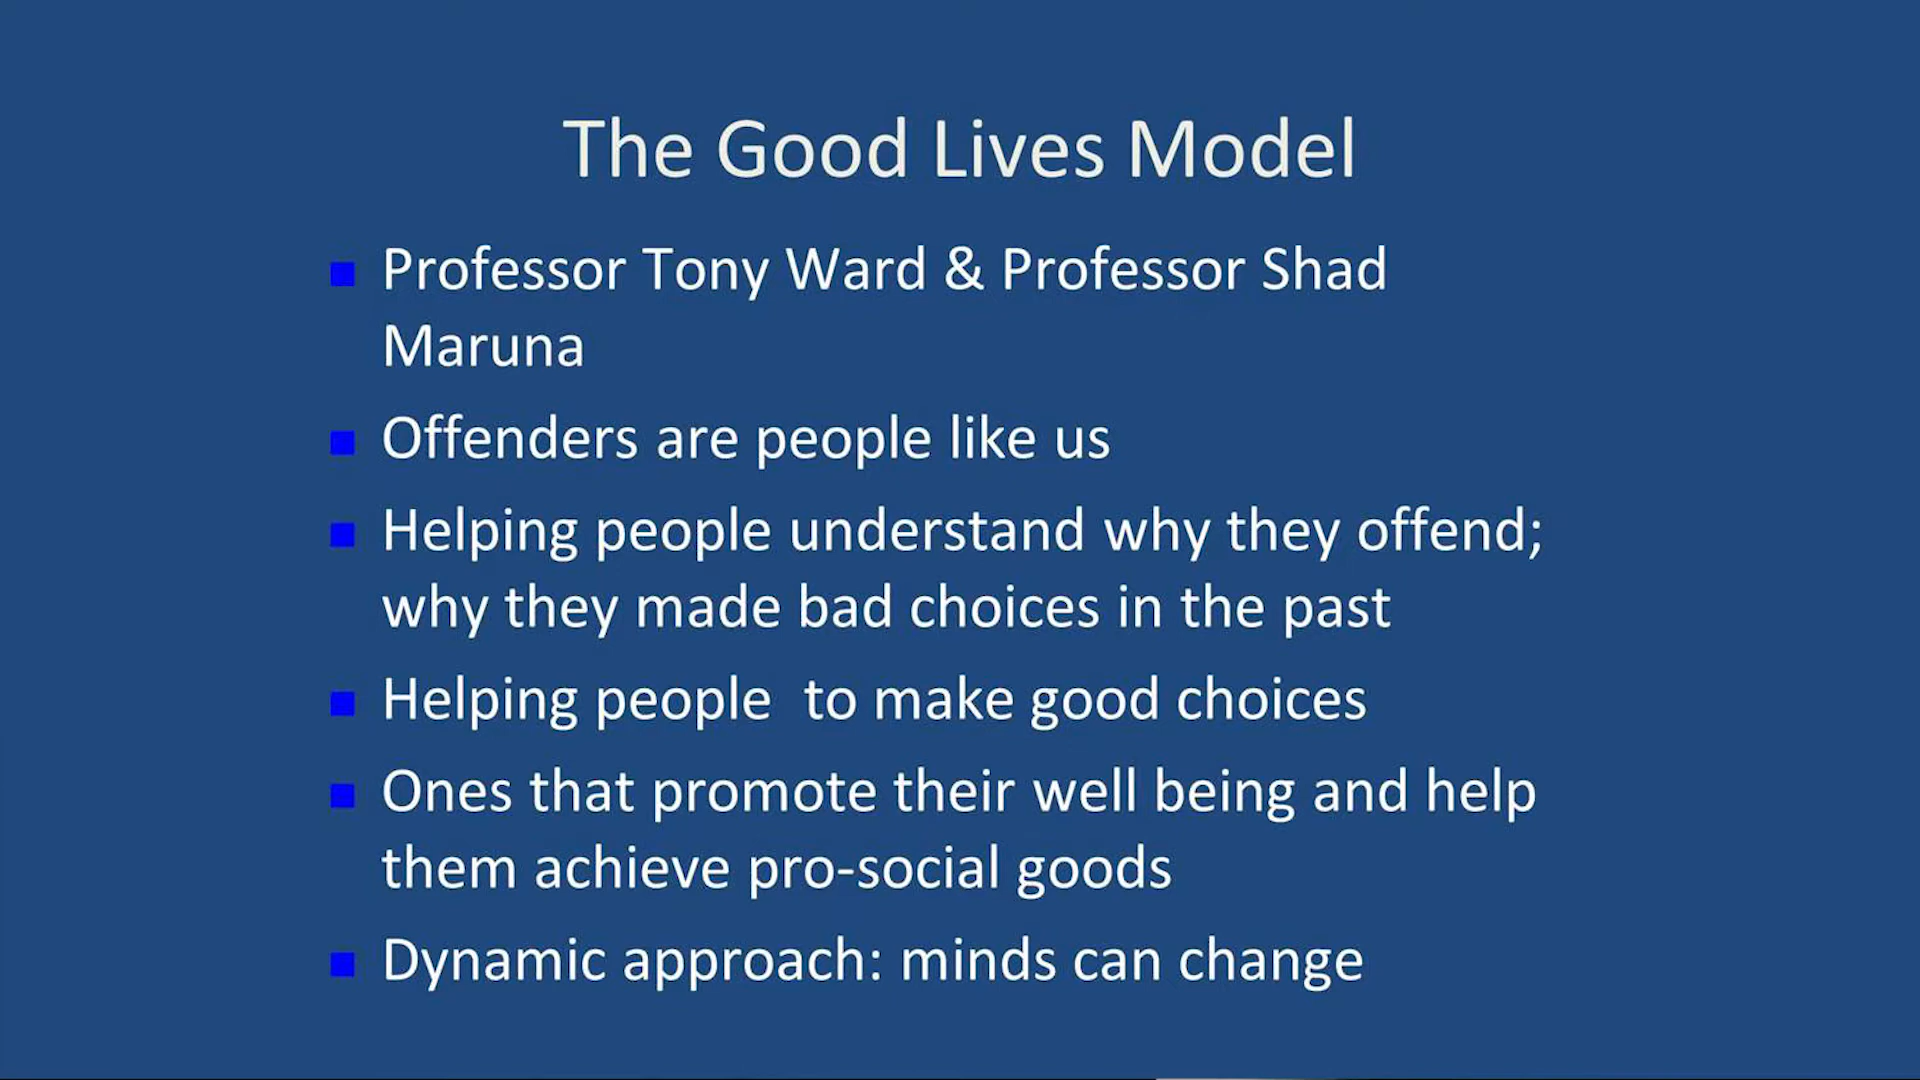 The Good Lives Model
Professor Tony Ward & Professor Shad
Maruna
Offenders are people like us
Helping people understand why they offend;
why they made bad choices in the past
Helping people  to make good choices
Ones that promote their well being and help
them achieve pro-social goods
Dynamic approach: minds can change